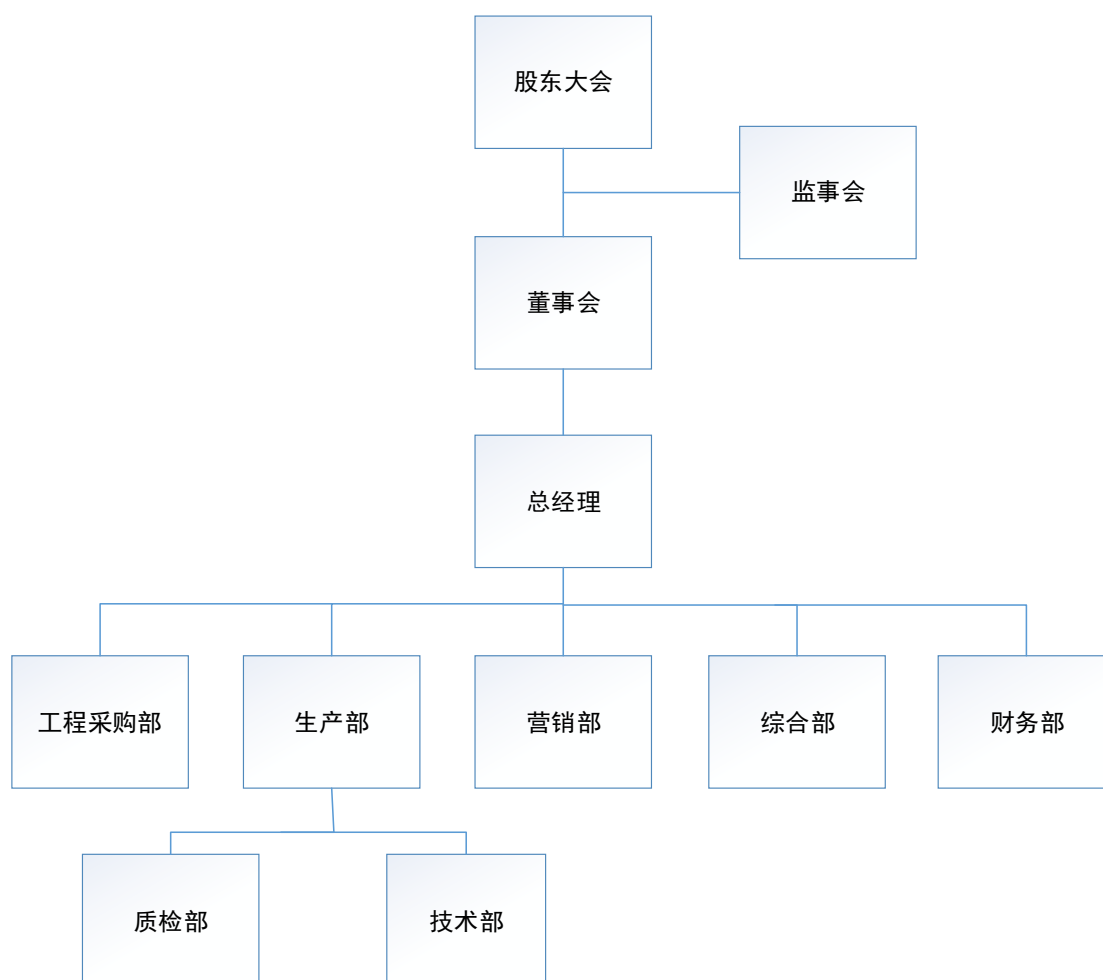 股东大会
监事会
董事会
总经理
工程采购部
生产部
营销部
综合部
财务部
质检部
技术部